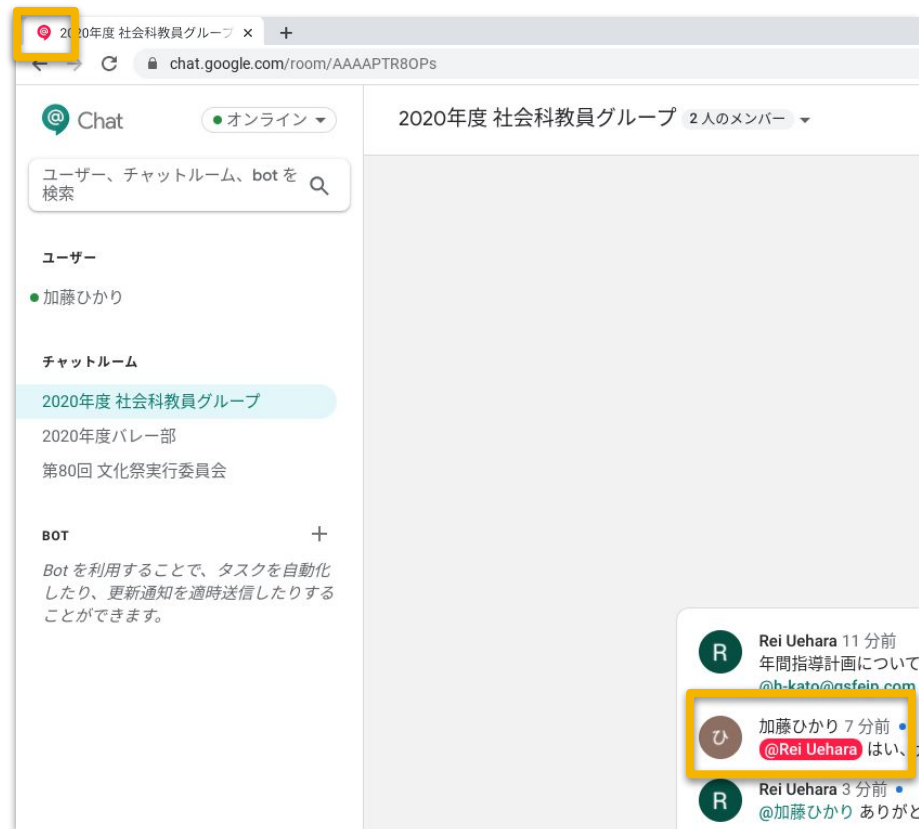 2020年度 社会科教員グループ
chat.google.com/room/AAAAPTR8OPs
Chat
オンライン
2020年度 社会科教員グループ 2 人のメンバー
ユーザー、チャットルーム、bot を
検索
ユーザー
加藤ひかり
チャットルーム
2020年度 社会科教員グループ
2020年度バレー部
第80回 文化祭実行委員会
BOT
Bot を利用することで、タスクを自動化
したり、更新通知を適時送信したりする
ことができます。
R
Rei Uehara 11 分前
年間指導計画について
@h-kato@gsfejp.com
ひ
加藤ひかり 7 分前
@Rei Uehara はい、
R
Rei Uehara 3 分前
@加藤ひかり ありがと